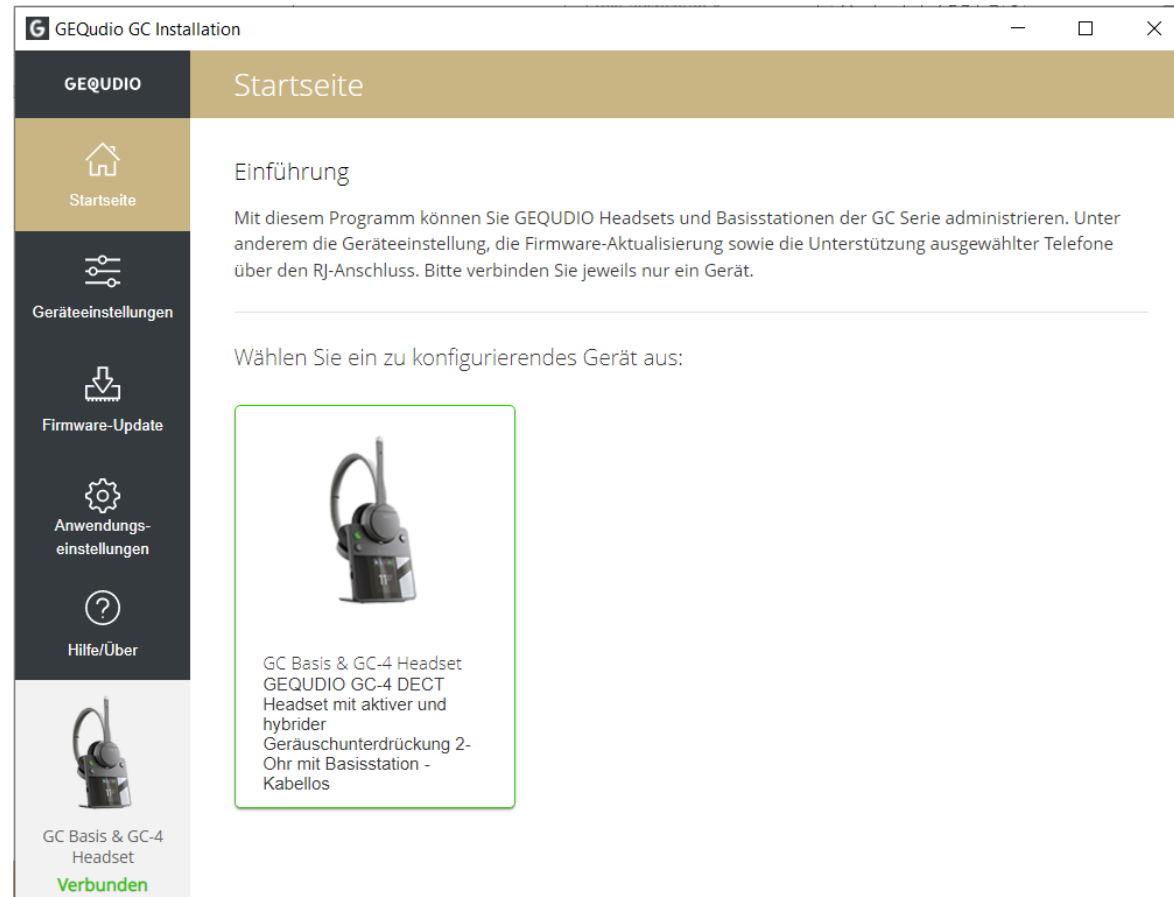 GEQudio GC Installation
GEQUDIO
Startseite
Startseite
Geräteeinstellungen
Firmware-Update
Anwendungs-
einstellungen
Hilfe/Über
GC Basis & GC-4
Headset
Verbunden
Einführung
Mit diesem Programm können Sie GEQUDIO Headsets und Basisstationen der GC Serie administrieren. Unter
anderem die Geräteeinstellung, die Firmware-Aktualisierung sowie die Unterstützung ausgewählter Telefone
über den RJ-Anschluss. Bitte verbinden Sie jeweils nur ein Gerät.
Wählen Sie ein zu konfigurierendes Gerät aus:
GC Basis & GC-4 Headset
GEQUDIO GC-4 DECT
Headset mit aktiver und
hybrider
Geräuschunterdrückung 2-
Ohr mit Basisstation -
Kabellos